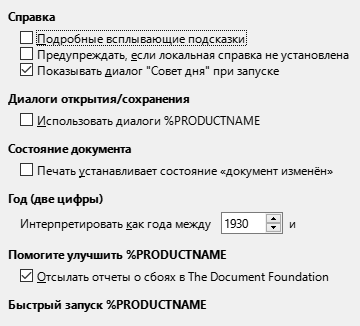 Справка
Подробные всплывающие подсказки
Предупреждать, если локальная справка не установлена
Показывать диалог "Совет дня" при запуске
Диалоги открытия/сохранения
Использовать диалоги %PRODUCTNAME
Состояние документа
Печать устанавливает состояние «документ изменён»
Год (две цифры)
Интерпретировать как года между 1930 и
Помогите улучшить %PRODUCTNAME
Отсылать отчеты о сбоях в The Document Foundation
Быстрый запуск %PRODUCTNAME